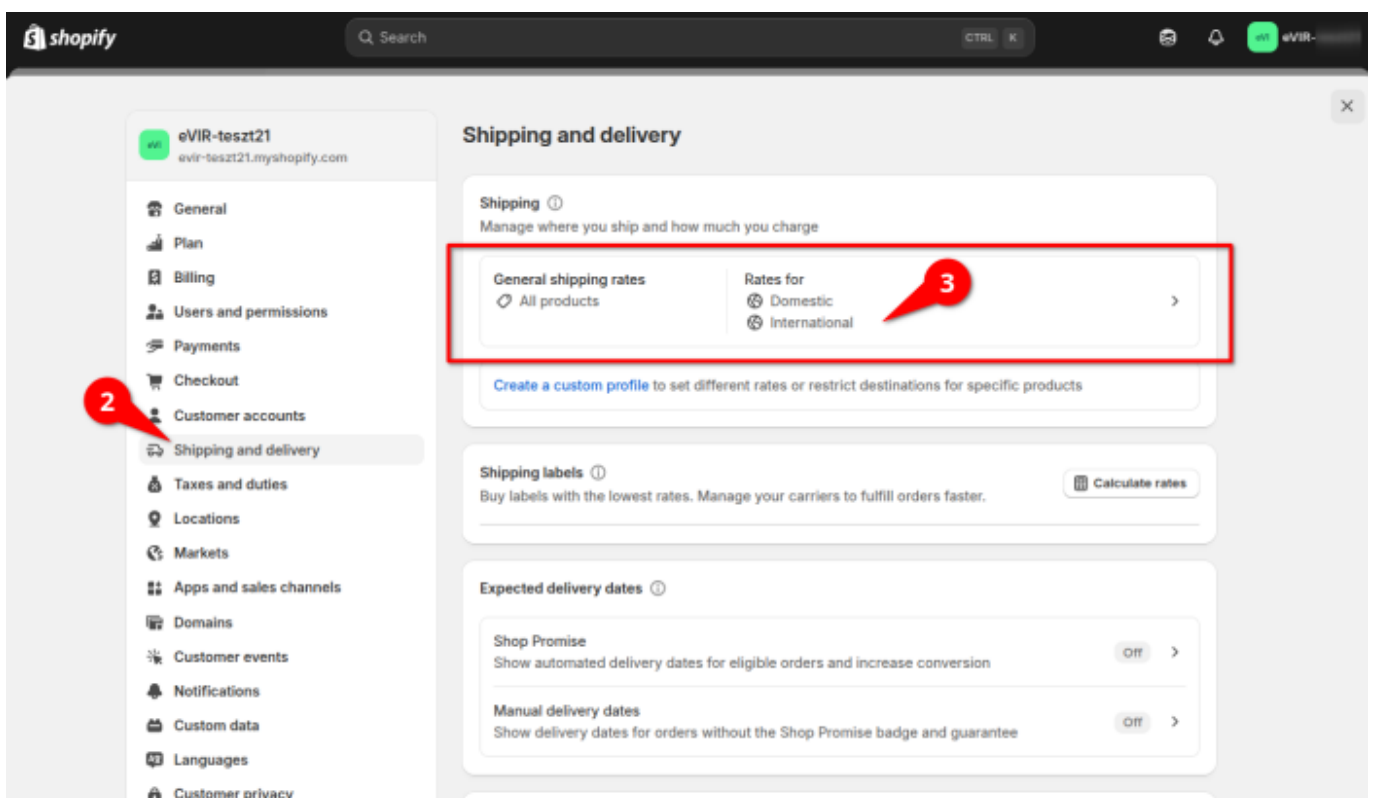 shopify
Search
CTRL K
eVIR-
eVIR-teszt21
evir-teszt21.myshopify.com
General
Plan
Billing
Users and permissions
Payments
Checkout
2
Customer accounts
Shipping and delivery
Taxes and duties
Locations
Markets
Apps and sales channels
Domains
Customer events
Notifications
Custom data
Languages
Customer privacy
Shipping and delivery
Shipping
Manage where you ship and how much you charge
General shipping rates
All products
Rates for
Domestic
International
3
Create a custom profile to set different rates or restrict destinations for specific products
Shipping labels
Buy labels with the lowest rates. Manage your carriers to fulfill orders faster.
Calculate rates
Expected delivery dates
Shop Promise
Show automated delivery dates for eligible orders and increase conversion
Off
Manual delivery dates
Show delivery dates for orders without the Shop Promise badge and guarantee
Off